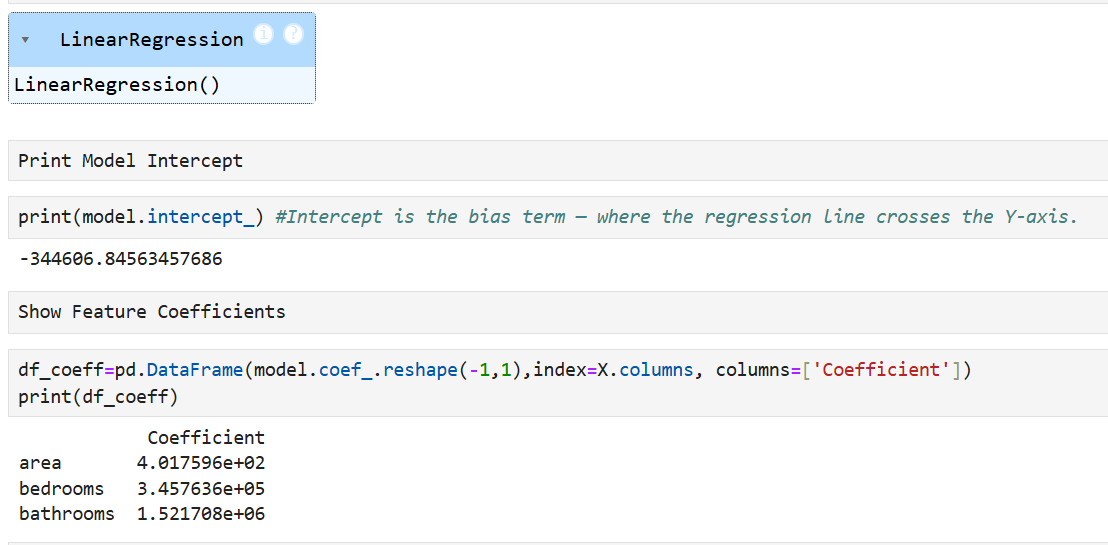 ▾ LinearRegression i ?
LinearRegression()
Print Model Intercept
print(model.intercept_) #Intercept is the bias term — where the regression line crosses the Y-axis.
-344606.84563457686
Show Feature Coefficients
df_coeff=pd.DataFrame(model.coef_.reshape(-1,1),index=X.columns, columns=['Coefficient'])
print(df_coeff)
Coefficient
area 4.017596e+02
bedrooms 3.457636e+05
bathrooms 1.521708e+06